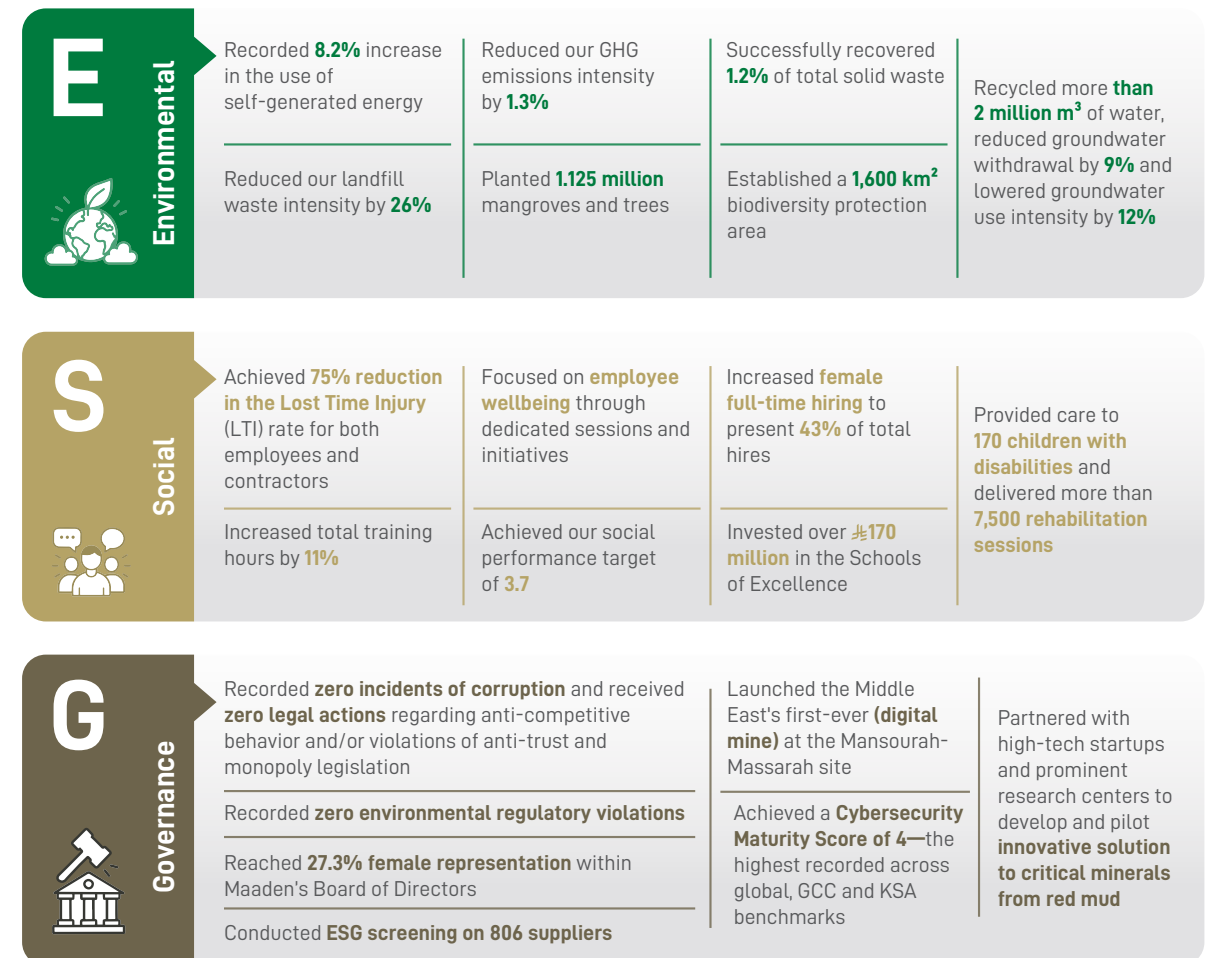 E
Environmental
Recorded 8.2% increase
in the use of
self-generated energy
Reduced our landfill
waste intensity by 26%
Reduced our GHG
emissions intensity
by 1.3%
Planted 1.125 million
mangroves and trees
Successfully recovered
1.2% of total solid waste
Established a 1,600 km²
biodiversity protection
area
Recycled more than
2 million m³ of water,
reduced groundwater
withdrawal by 9% and
lowered groundwater
use intensity by 12%
S
Social
Achieved 75% reduction
in the Lost Time Injury
(LTI) rate for both
employees and
contractors
Increased total training
hours by 11%
Focused on employee
wellbeing through
dedicated sessions and
initiatives
Achieved our social
performance target
of 3.7
Increased female
full-time hiring to
present 43% of total
hires
Invested over ⃁170
million in the Schools
of Excellence
Provided care to
170 children with
disabilities and
delivered more than
7,500 rehabilitation
sessions
G
Governance
Recorded zero incidents of corruption and received
zero legal actions regarding anti-competitive
behavior and/or violations of anti-trust and
monopoly legislation
Recorded zero environmental regulatory violations
Reached 27.3% female representation within
Maaden's Board of Directors
Conducted ESG screening on 806 suppliers
Launched the Middle
East's first-ever (digital
mine) at the Mansourah-
Massarah site
Achieved a Cybersecurity
Maturity Score of 4—the
highest recorded across
global, GCC and KSA
benchmarks
Partnered with
high-tech startups
and prominent
research centers to
develop and pilot
innovative solution
to critical minerals
from red mud